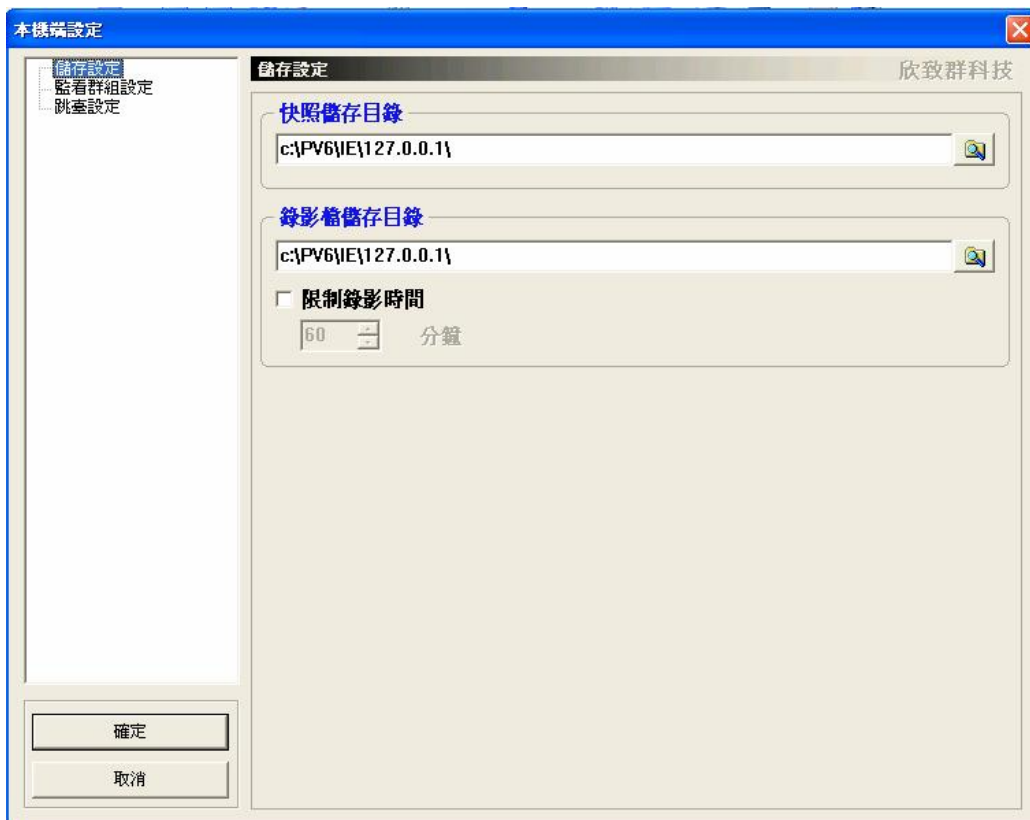 本機端設定
儲存設定
監看群組設定
跳臺設定
儲存設定
欣致群科技
快照儲存目錄
c:\PV6\IE\127.0.0.1\
錄影檔儲存目錄
c:\PV6\IE\127.0.0.1\
限制錄影時間
60
分鐘
確定
取消